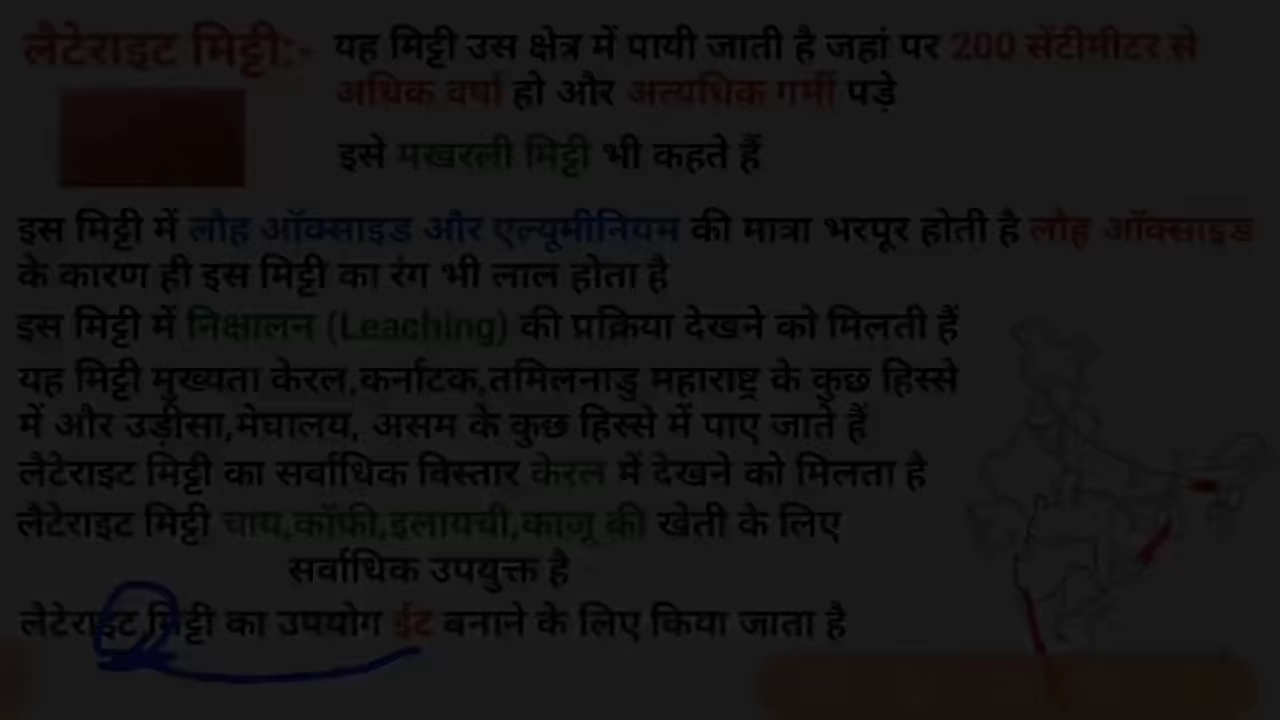 लैटेराइट मिट्टी:- यह मिट्टी उस क्षेत्र में पायी जाती है जहां पर 200 सेंटीमीटर से
अधिक वर्षा हो और अत्यधिक गर्मी पड़े
इसे मखरली मिट्टी भी कहते हैं
इस मिट्टी में लौह ऑक्साइड और एल्यूमीनियम की मात्रा भरपूर होती है लौह ऑक्साइड
के कारण ही इस मिट्टी का रंग भी लाल होता है
इस मिट्टी में निक्षालन (Leaching) की प्रक्रिया देखने को मिलती हैं
यह मिट्टी मुख्यता केरल,कर्नाटक,तमिलनाडु महाराष्ट्र के कुछ हिस्से
में और उड़ीसा,मेघालय, असम के कुछ हिस्से में पाए जाते हैं
लैटेराइट मिट्टी का सर्वाधिक विस्तार केरल में देखने को मिलता है
लैटेराइट मिट्टी चाय,कॉफी,इलायची,काजू की खेती के लिए
सर्वाधिक उपयुक्त है
लैटेराइट मिट्टी का उपयोग ईट बनाने के लिए किया जाता है